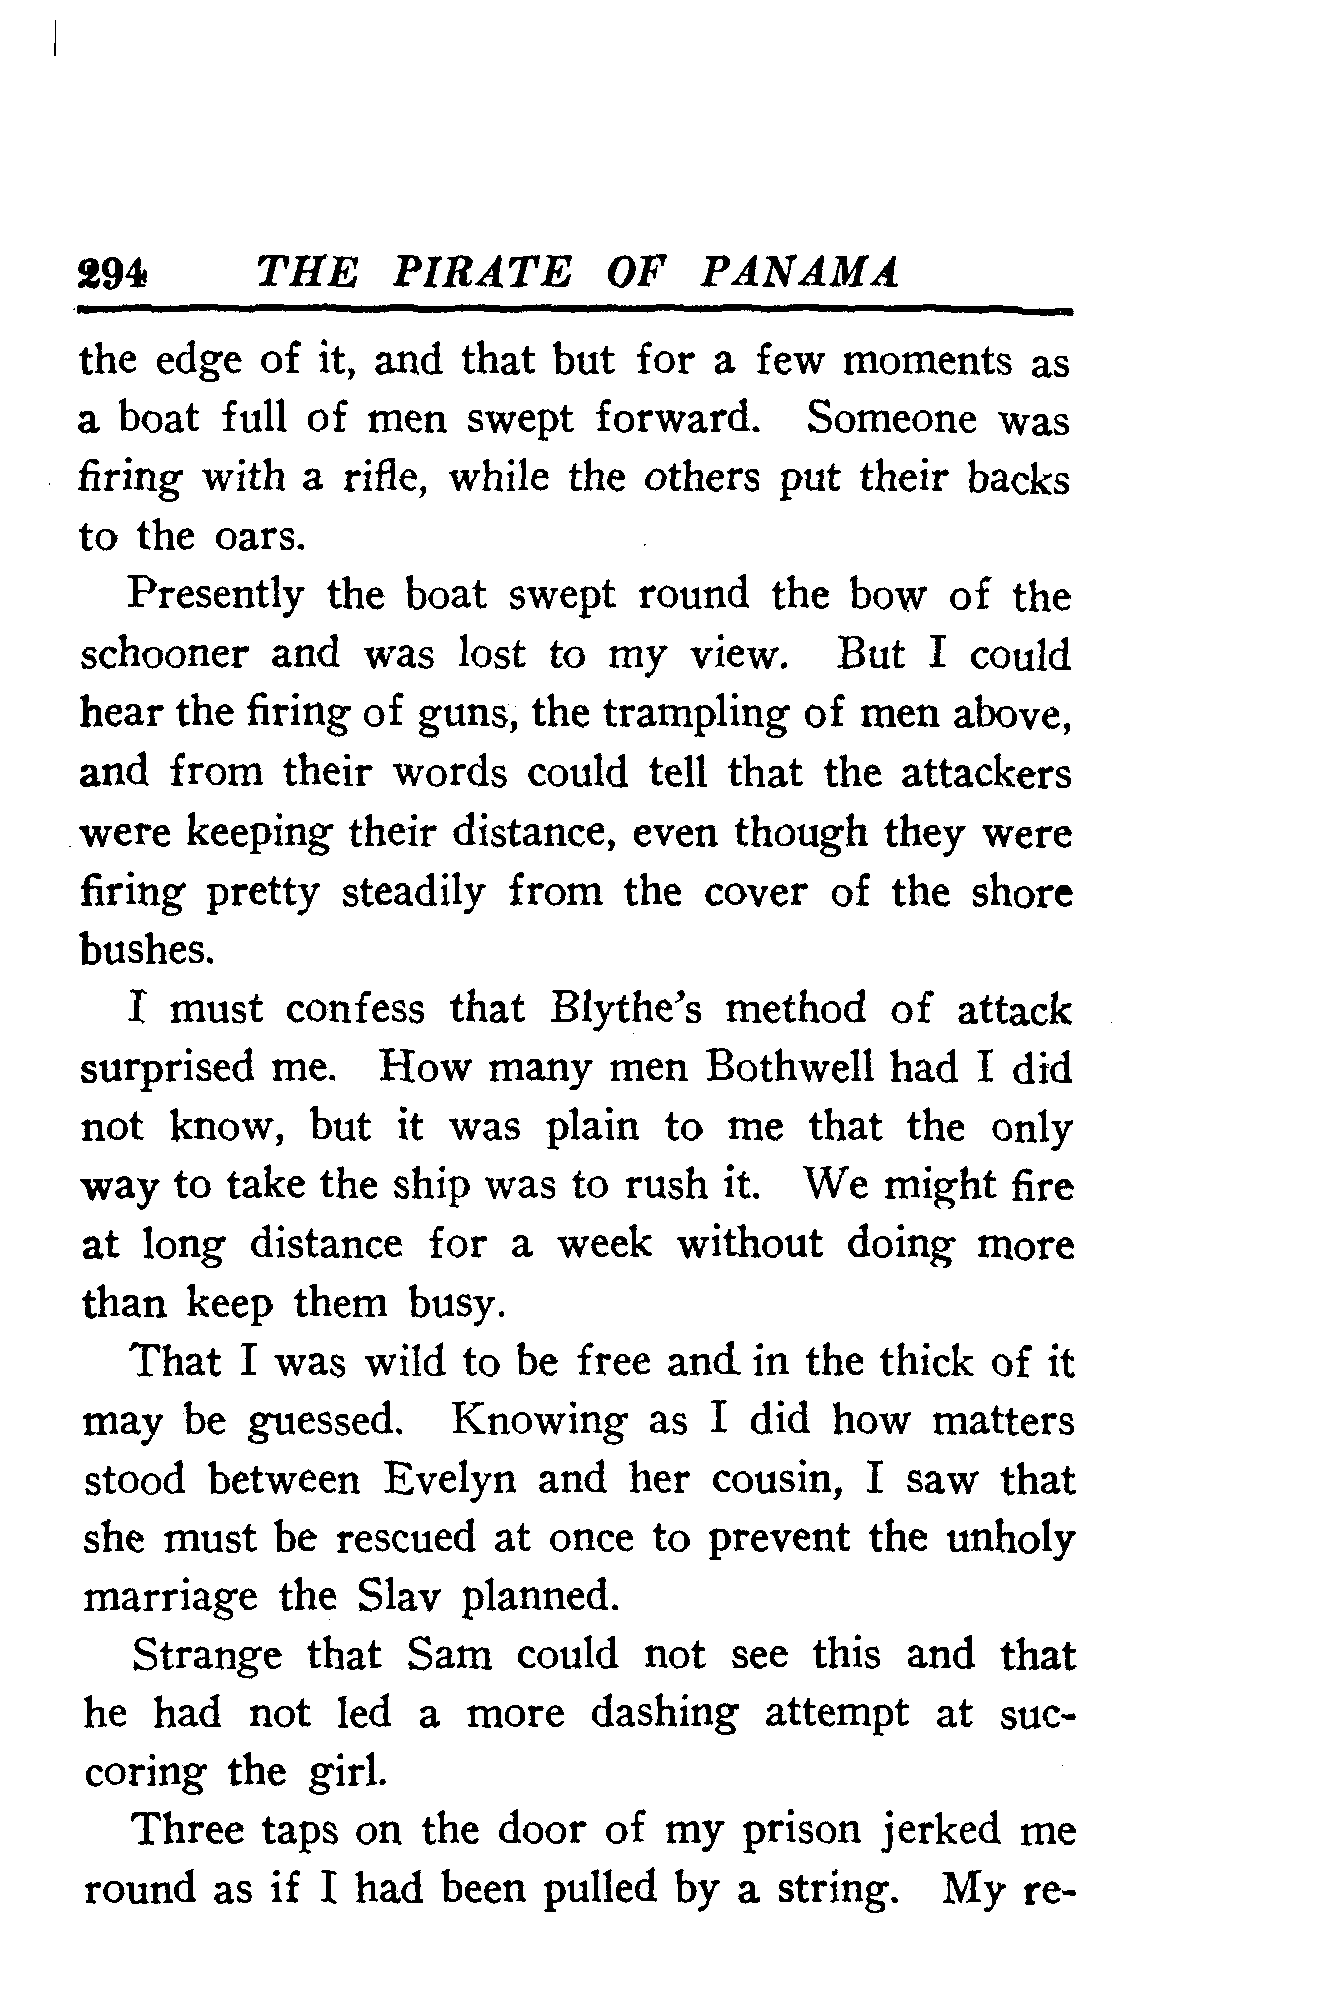 294 THE PIRATE OF PANAMA
the edge of it, and that but for a few moments as
a boat full of men swept forward. Someone was
firing with a rifle, while the others put their backs
to the oars.
Presently the boat swept round the bow of the
schooner and was lost to my view. But I could
hear the firing of guns, the trampling of men above,
and from their words could tell that the attackers
were keeping their distance, even though they were
firing pretty steadily from the cover of the shore
bushes.
I must confess that Blythe's method of attack
surprised me. How many men Bothwell had I did
not know, but it was plain to me that the only
way to take the ship was to rush it. We might fire
at long distance for a week without doing more
than keep them busy.
That I was wild to be free and in the thick of it
may be guessed. Knowing as I did how matters
stood between Evelyn and her cousin, I saw that
she must be rescued at once to prevent the unholy
marriage the Slav planned.
Strange that Sam could not see this and that
he had not led a more dashing attempt at suc-
coring the girl.
Three taps on the door of my prison jerked me
round as if I had been pulled by a string. My re-